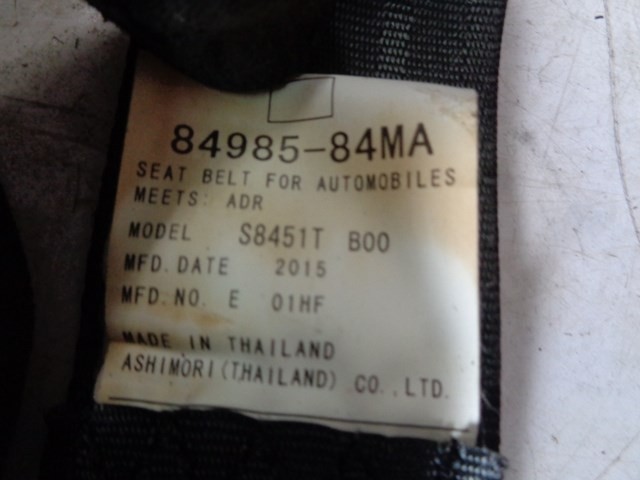 84985-84MA
SEAT BELT FOR AUTOMOBILES
MEETS: ADR
MODEL S8451T B00
MFD. DATE 2015
MFD. NO. E 01HF
MADE IN THAILAND
ASHIMORI (THAILAND) CO., LTD.